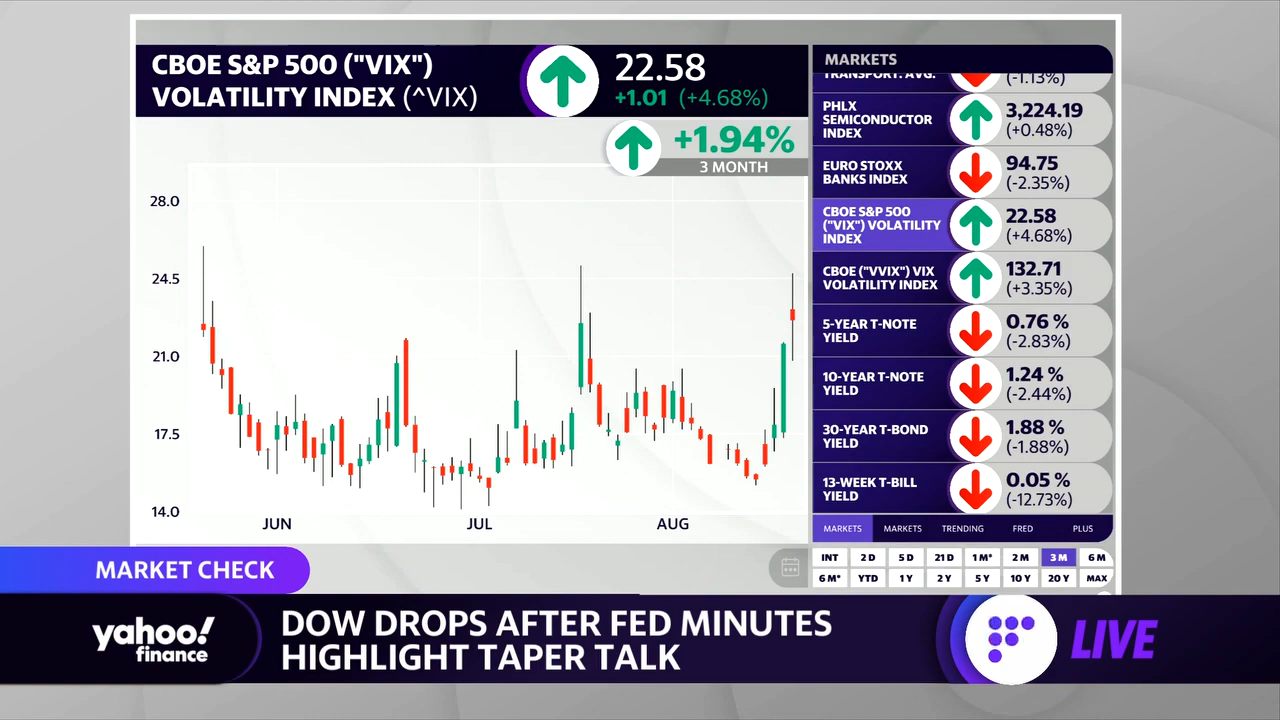 CBOE S&P 500 ("VIX")
VOLATILITY INDEX (^VIX)
22.58
+1.01 (+4.68%)
+1.94%
3 MONTH
28.0
24.5
21.0
17.5
14.0
JUN
JUL
AUG
MARKETS
TRANSPORT. AVG.
(-1.13%)
PHLX
SEMICONDUCTOR
INDEX
3,224.19
(+0.48%)
EURO STOXX
BANKS INDEX
94.75
(-2.35%)
CBOE S&P 500
("VIX") VOLATILITY
INDEX
22.58
(+4.68%)
CBOE ("VVIX") VIX
VOLATILITY INDEX
132.71
(+3.35%)
5-YEAR T-NOTE
YIELD
0.76 %
(-2.83%)
10-YEAR T-NOTE
YIELD
1.24 %
(-2.44%)
30-YEAR T-BOND
YIELD
1.88 %
(-1.88%)
13-WEEK T-BILL
YIELD
0.05 %
(-12.73%)
MARKETS MARKETS TRENDING FRED PLUS
INT 2 D 5 D 21 D 1 M* 2 M 3 M 6 M
6 M* YTD 1 Y 2 Y 5 Y 10 Y 20 Y MAX
MARKET CHECK
yahoo!
finance
DOW DROPS AFTER FED MINUTES
HIGHLIGHT TAPER TALK
LIVE